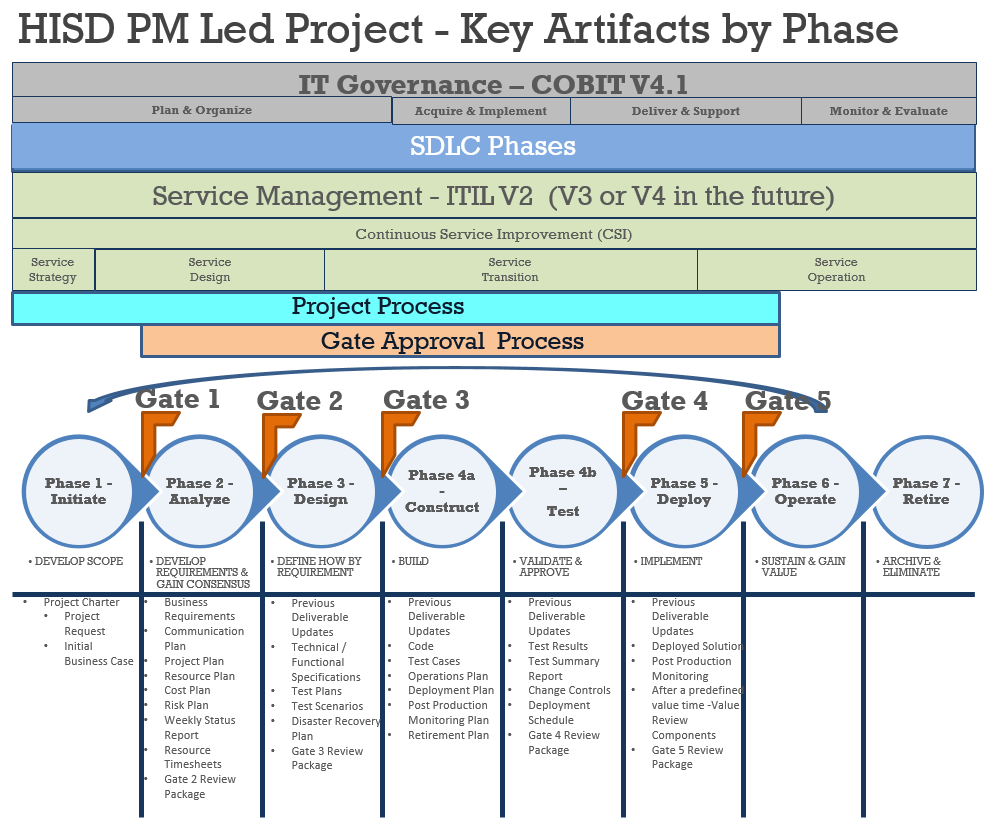 HISD PM Led Project - Key Artifacts by Phase
IT Governance – COBIT V4.1
Plan & Organize
Acquire & Implement
Deliver & Support
Monitor & Evaluate
SDLC Phases
Service Management - ITIL V2 (V3 or V4 in the future)
Continuous Service Improvement (CSI)
Service
Strategy
Service
Design
Service
Transition
Service
Operation
Project Process
Gate Approval Process
Gate 1
Gate 2
Gate 3
Gate 4
Gate 5
Phase 1 -
Initiate
Phase 2 -
Analyze
Phase 3 -
Design
Phase 4a
-
Construct
Phase 4b
–
Test
Phase 5 -
Deploy
Phase 6 -
Operate
Phase 7 -
Retire
• DEVELOP SCOPE
• DEVELOP
REQUIREMENTS &
GAIN CONSENSUS
• DEFINE HOW BY
REQUIREMENT
• BUILD
• VALIDATE &
APPROVE
• IMPLEMENT
• SUSTAIN & GAIN
VALUE
• ARCHIVE &
ELIMINATE
• Project Charter
• Project
Request
• Initial
Business Case
• Business
Requirements
• Communication
Plan
• Project Plan
• Resource Plan
• Cost Plan
• Risk Plan
• Weekly Status
Report
• Resource
Timesheets
• Gate 2 Review
Package
• Previous
Deliverable
Updates
• Technical /
Functional
Specifications
• Test Plans
• Test Scenarios
• Disaster Recovery
Plan
• Gate 3 Review
Package
• Previous
Deliverable
Updates
• Code
• Test Cases
• Operations Plan
• Deployment Plan
• Post Production
Monitoring Plan
• Retirement Plan
• Previous
Deliverable
Updates
• Test Results
• Test Summary
Report
• Change Controls
• Deployment
Schedule
• Gate 4 Review
Package
• Previous
Deliverable
Updates
• Deployed Solution
• Post Production
Monitoring
• After a predefined
value time -Value
Review
Components
• Gate 5 Review
Package